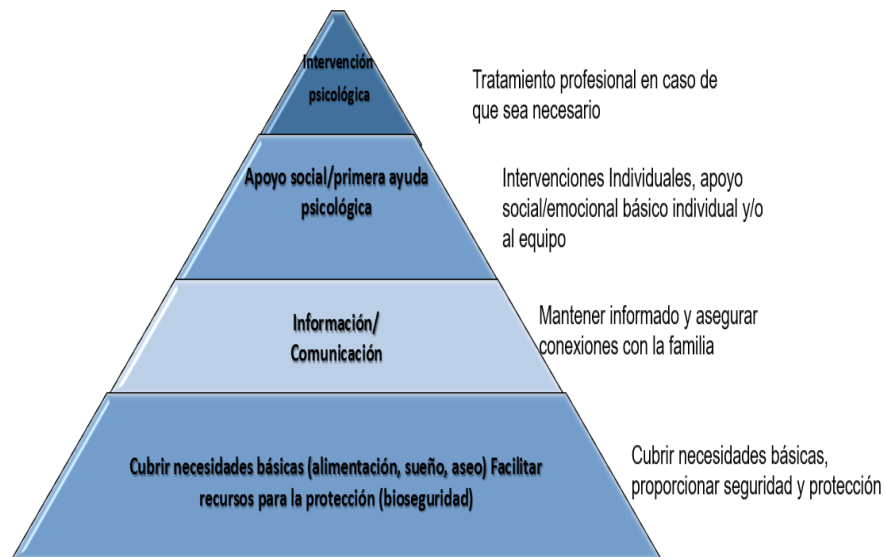 Intervención
psicológica
Tratamiento profesional en caso de
que sea necesario
Apoyo social/primera ayuda
psicológica
Intervenciones Individuales, apoyo
social/emocional básico individual y/o
al equipo
Información/
Comunicación
Mantener informado y asegurar
conexiones con la familia
Cubrir necesidades básicas (alimentación, sueño, aseo) Facilitar
recursos para la protección (bioseguridad)
Cubrir necesidades básicas,
proporcionar seguridad y protección